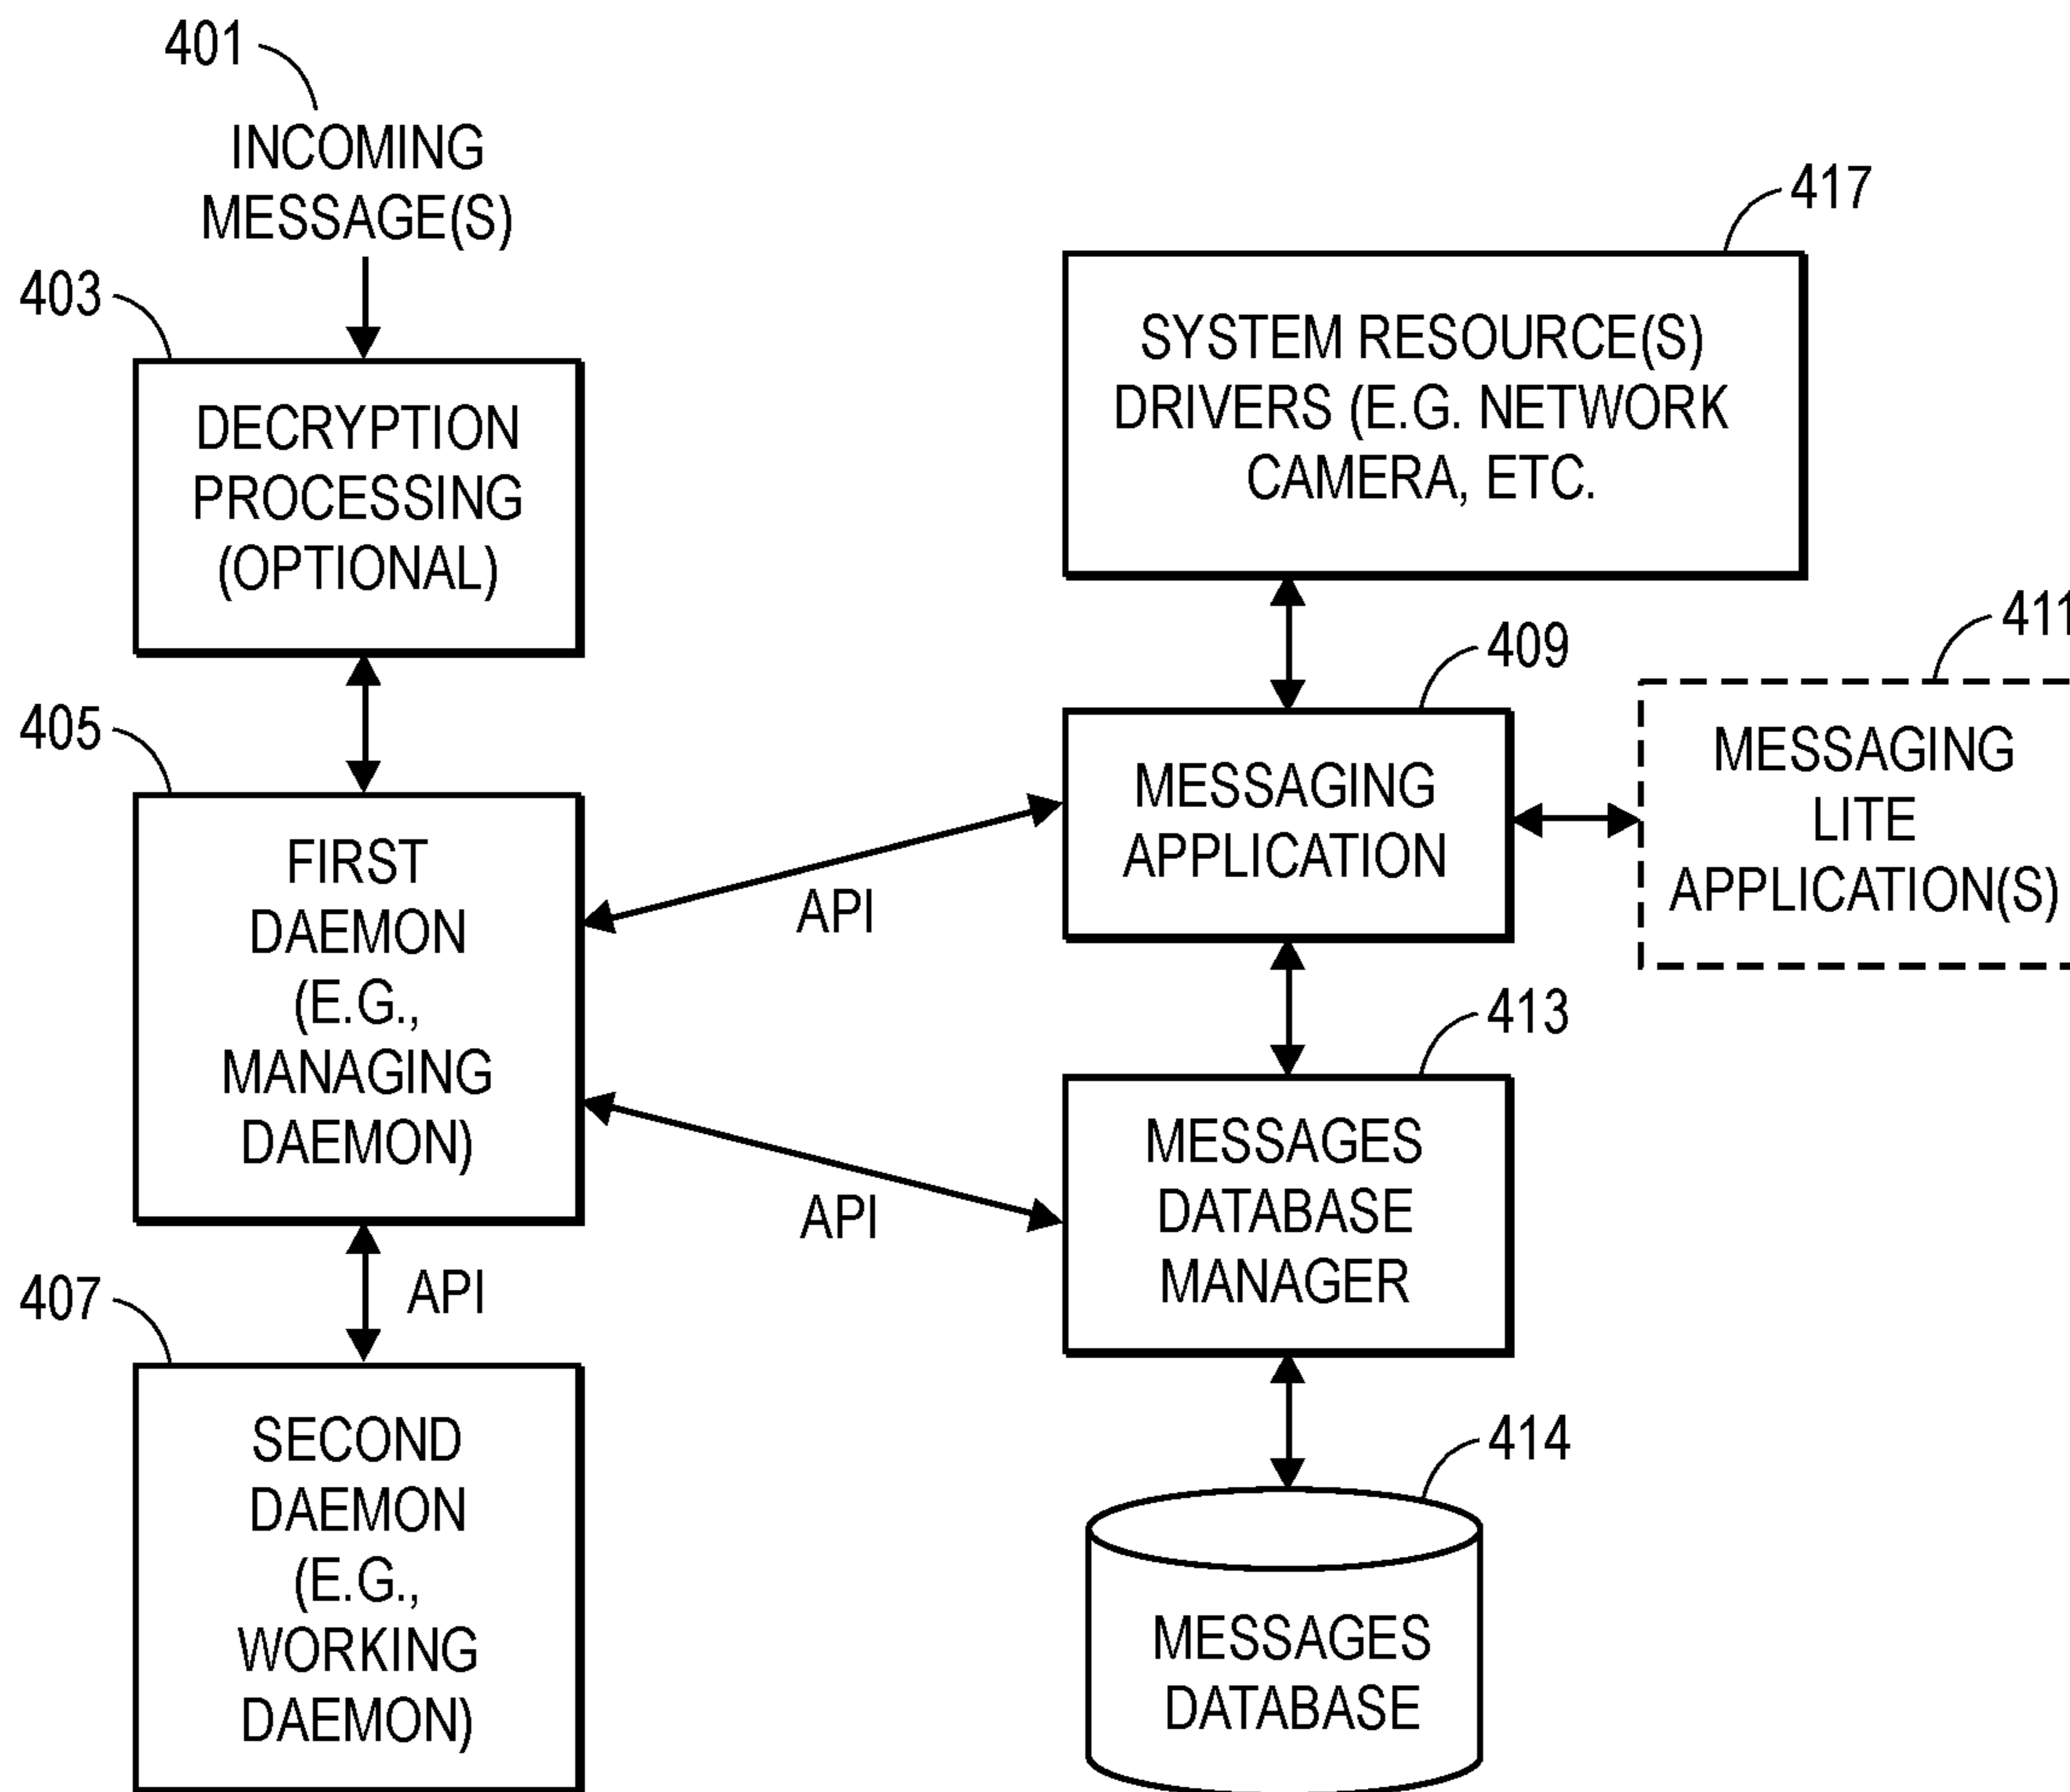 401
INCOMING
MESSAGE(S)
403
DECRYPTION
PROCESSING
(OPTIONAL)
405
FIRST
DAEMON
(E.G.,
MANAGING
DAEMON)
API
407
SECOND
DAEMON
(E.G.,
WORKING
DAEMON)
API
API
417
SYSTEM RESOURCE(S)
DRIVERS (E.G. NETWORK
CAMERA, ETC.
409
MESSAGING
APPLICATION
411
MESSAGING
LITE
APPLICATION(S)
413
MESSAGES
DATABASE
MANAGER
414
MESSAGES
DATABASE